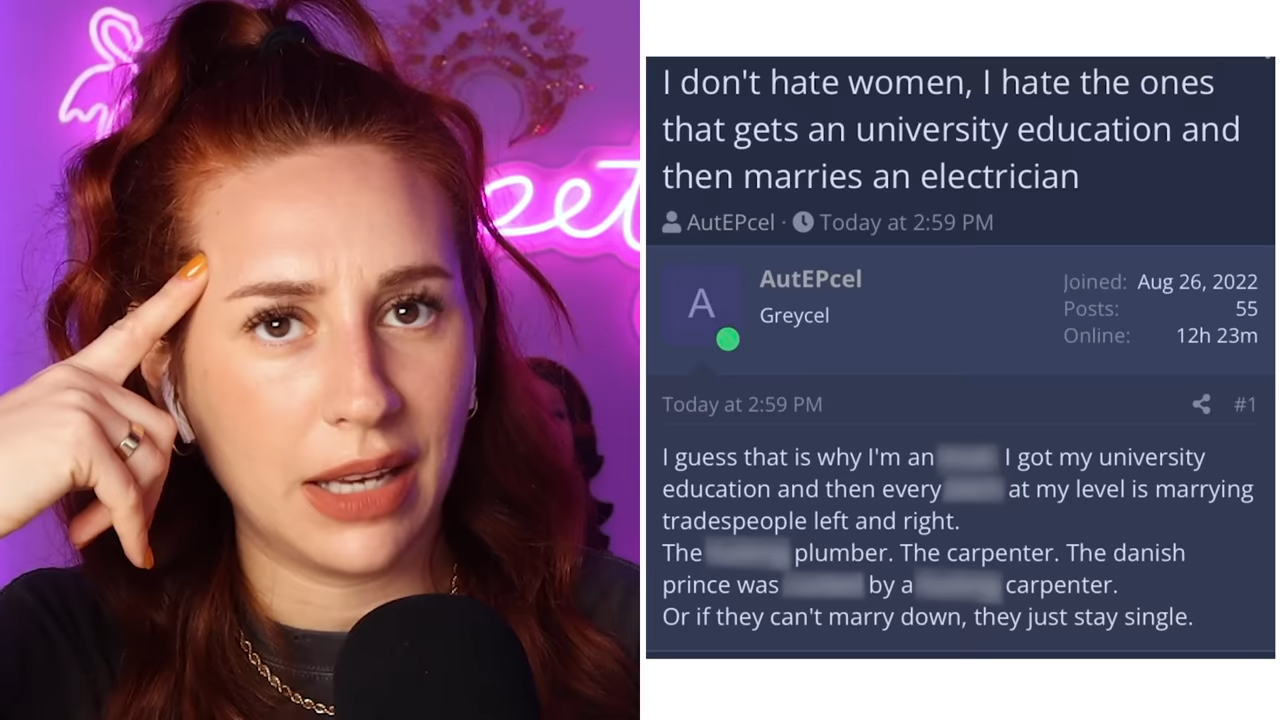 zet
I don't hate women, I hate the ones
that gets an university education and
then marries an electrician
AutEPcel · Today at 2:59 PM
A
AutEPcel
Greycel
Joined: Aug 26, 2022
Posts: 55
Online: 12h 23m
Today at 2:59 PM
#1
I guess that is why I'm an I got my university
education and then every at my level is marrying
tradespeople left and right.
The plumber. The carpenter. The danish
prince was by a carpenter.
Or if they can't marry down, they just stay single.